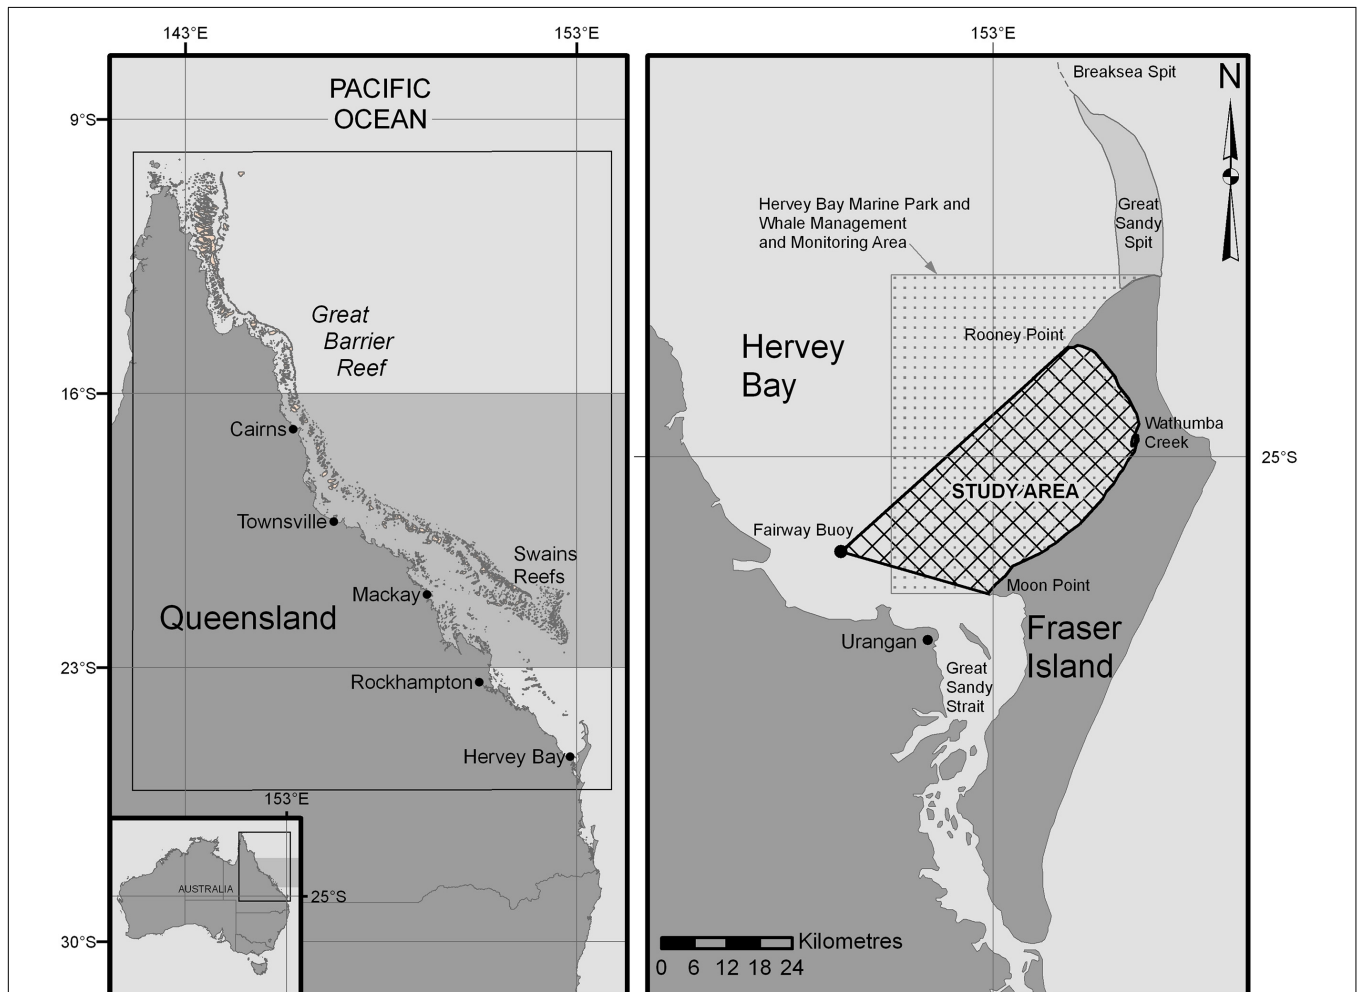 143°E
153°E
PACIFIC
OCEAN
9°S
Great
Barrier
Reef
16°S
Cairns
Townsville
Swains
Reefs
Mackay
Queensland
23°S
Rockhampton
Hervey Bay
153°E
AUSTRALIA
25°S
30°S
153°E
Breaksea Spit
N
Great
Sandy
Spit
Hervey Bay Marine Park and
Whale Management
and Monitoring Area
Rooney Point
Hervey
Bay
Wathumba
Creek
25°S
STUDY AREA
Fairway Buoy
Moon Point
Fraser
Island
Urangan
Great
Sandy
Strait
Kilometres
0 6 12 18 24